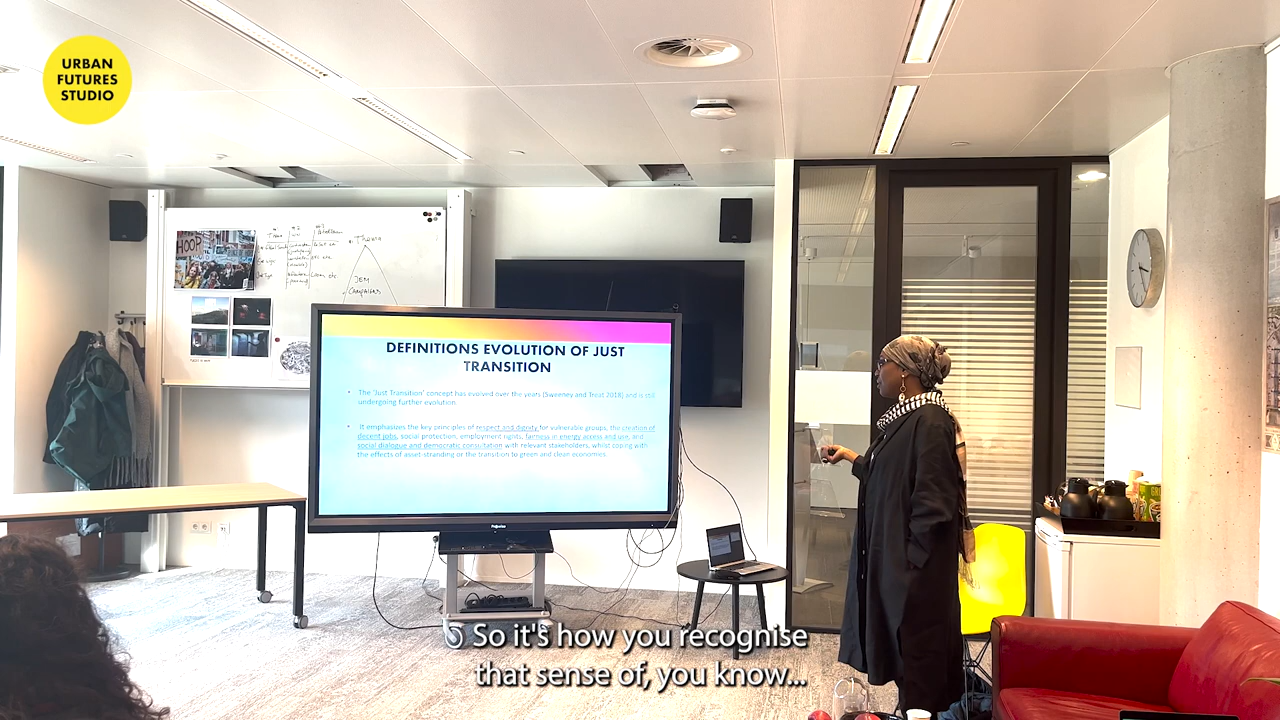 URBAN
FUTURES
STUDIO
HOOP
JEM
DEFINITIONS EVOLUTION OF JUST
TRANSITION
• The 'Just Transition' concept has evolved over the years (Sweeney and Treat 2018) and is still
undergoing further evolution.
• It emphasizes the key principles of respect and dignity for vulnerable groups; the creation of
decent jobs, social protection, employment rights, fairness in energy access and use, and
social dialogue and democratic consultation with relevant stakeholders, whilst coping with
the effects of asset-stranding or the transition to green and clean economies.
So it's how you recognise
that sense of, you know...